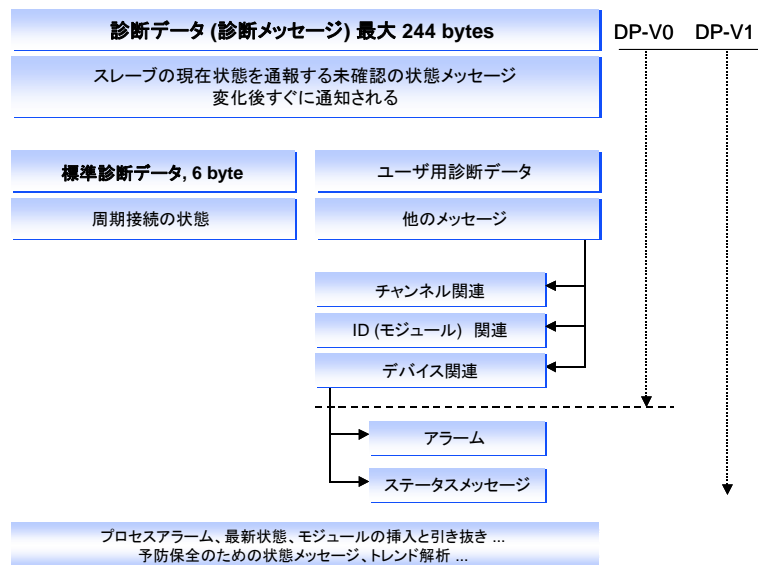 診断データ (診断メッセージ) 最大 244 bytes
DP-V0 DP-V1
スレーブの現在状態を通報する未確認の状態メッセージ
変化後すぐに通知される
標準診断データ, 6 byte
ユーザ用診断データ
周期接続の状態
他のメッセージ
チャンネル関連
ID (モジュール) 関連
デバイス関連
アラーム
ステータスメッセージ
プロセスアラーム、最新状態、モジュールの挿入と引き抜き ...
予防保全のための状態メッセージ、トレンド解析 ...